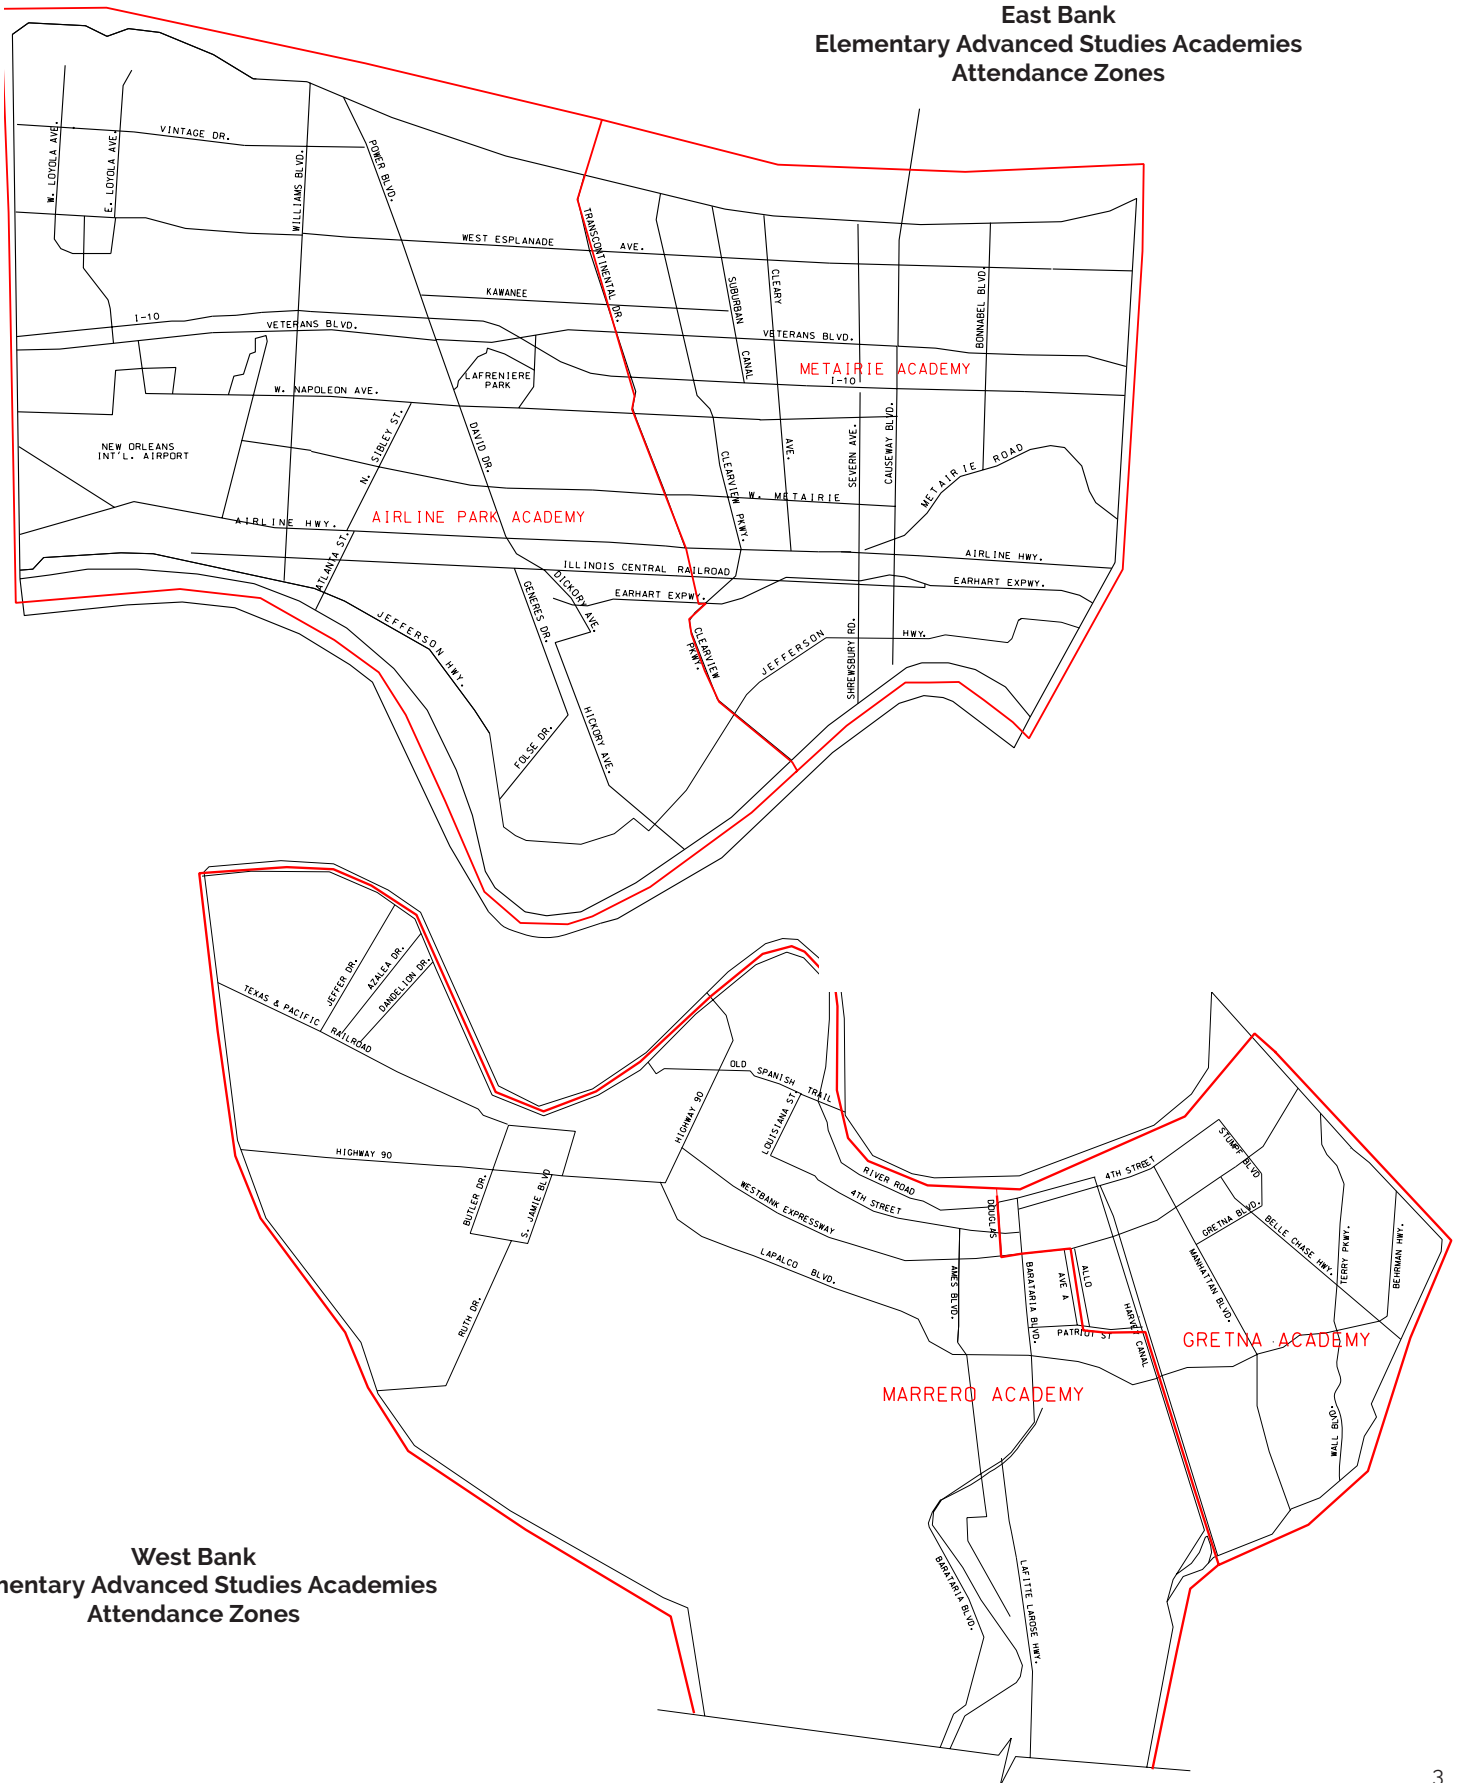 East Bank
Elementary Advanced Studies Academies
Attendance Zones
W. LOYOLA AVE.
E. LOYOLA AVE.
VINTAGE DR.
WILLIAMS BLVD.
POWER BLVD.
WEST ESPLANADE AVE.
TRANSCONTINENTAL DR.
KAWANEE
SUBURBAN
CANAL
CLEARY
AVE.
BONNABEL BLVD.
I-10
VETERANS BLVD.
VETERANS BLVD.
METAIRIE ACADEMY
I-10
LAFRENIERE
PARK
W. NAPOLEON AVE.
NEW ORLEANS
INT'L. AIRPORT
N. SIBLEY ST.
DAVID DR.
CLEARVIEW PKWY.
SEVERN AVE.
CAUSEWAY BLVD.
METAIRIE ROAD
W. METAIRIE
AIRLINE HWY.
AIRLINE PARK ACADEMY
ATLANTA ST.
AIRLINE HWY.
ILLINOIS CENTRAL RAILROAD
EARHART EXPWY.
EARHART EXPWY.
GENERES DR.
DICKORY AVE.
JEFFERSON HWY.
CLEARVIEW
PKWY.
JEFFERSON HWY.
SHREWSBURY RD.
FOLSE DR.
HICKORY AVE.
JEFFER DR.
AZALEA DR.
DANDELION DR.
TEXAS & PACIFIC RAILROAD
OLD SPANISH TRAIL
HIGHWAY 90
LOUISIANA ST.
HIGHWAY 90
BUTLER DR.
S. JAMIE BLVD
RUTH DR.
RIVER ROAD
4TH STREET
WESTBANK EXPRESSWAY
LAPALCO BLVD.
DOUGLAS
4TH STREET
STUMPF BLVD
GRETNA BLVD.
BELLE CHASE HWY.
MANHATTAN BLVD.
TERRY PKWY.
BEHRMAN HWY.
AMES BLVD.
BARATARIA BLVD.
AVE A
ALLO
PATRIOT ST
HARVEY CANAL
GRETNA ACADEMY
MARRERO ACADEMY
WALL BLVD.
BARATARIA BLVD.
LAFITTE LAROSE HWY.
West Bank
mentary Advanced Studies Academies
Attendance Zones
3